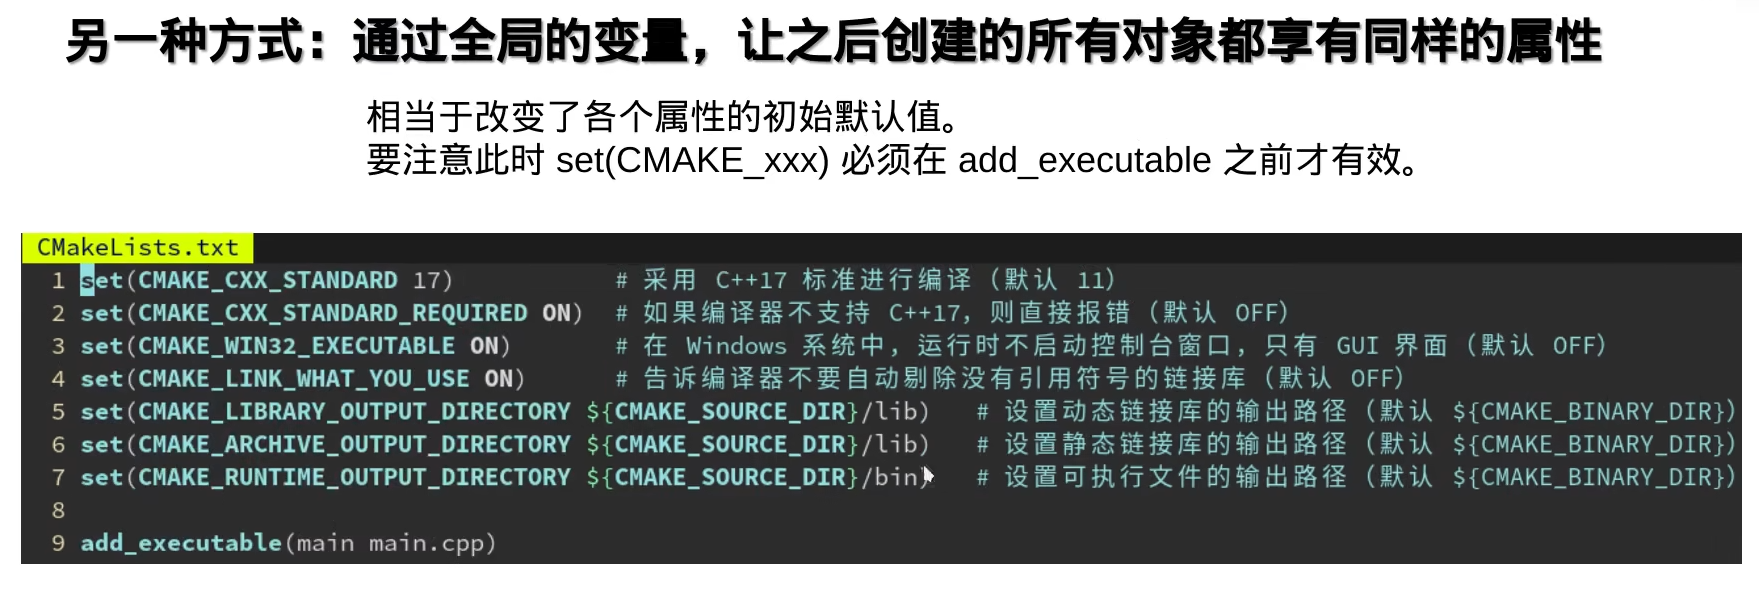 另一种方式：通过全局的变量，让之后创建的所有对象都享有同样的属性
相当于改变了各个属性的初始默认值。
要注意此时 set(CMAKE_xxx) 必须在 add_executable 之前才有效。
CMakeLists.txt
1 set(CMAKE_CXX_STANDARD 17) # 采用 C++17 标准进行编译（默认 11）
2 set(CMAKE_CXX_STANDARD_REQUIRED ON) # 如果编译器不支持 C++17，则直接报错（默认 OFF）
3 set(CMAKE_WIN32_EXECUTABLE ON) # 在 Windows 系统中，运行时不启动控制台窗口，只有 GUI 界面（默认 OFF）
4 set(CMAKE_LINK_WHAT_YOU_USE ON) # 告诉编译器不要自动剔除没有引用符号的链接库（默认 OFF）
5 set(CMAKE_LIBRARY_OUTPUT_DIRECTORY ${CMAKE_SOURCE_DIR}/lib) # 设置动态链接库的输出路径（默认 ${CMAKE_BINARY_DIR}）
6 set(CMAKE_ARCHIVE_OUTPUT_DIRECTORY ${CMAKE_SOURCE_DIR}/lib) # 设置静态链接库的输出路径（默认 ${CMAKE_BINARY_DIR}）
7 set(CMAKE_RUNTIME_OUTPUT_DIRECTORY ${CMAKE_SOURCE_DIR}/bin) # 设置可执行文件的输出路径（默认 ${CMAKE_BINARY_DIR}）
8
9 add_executable(main main.cpp)